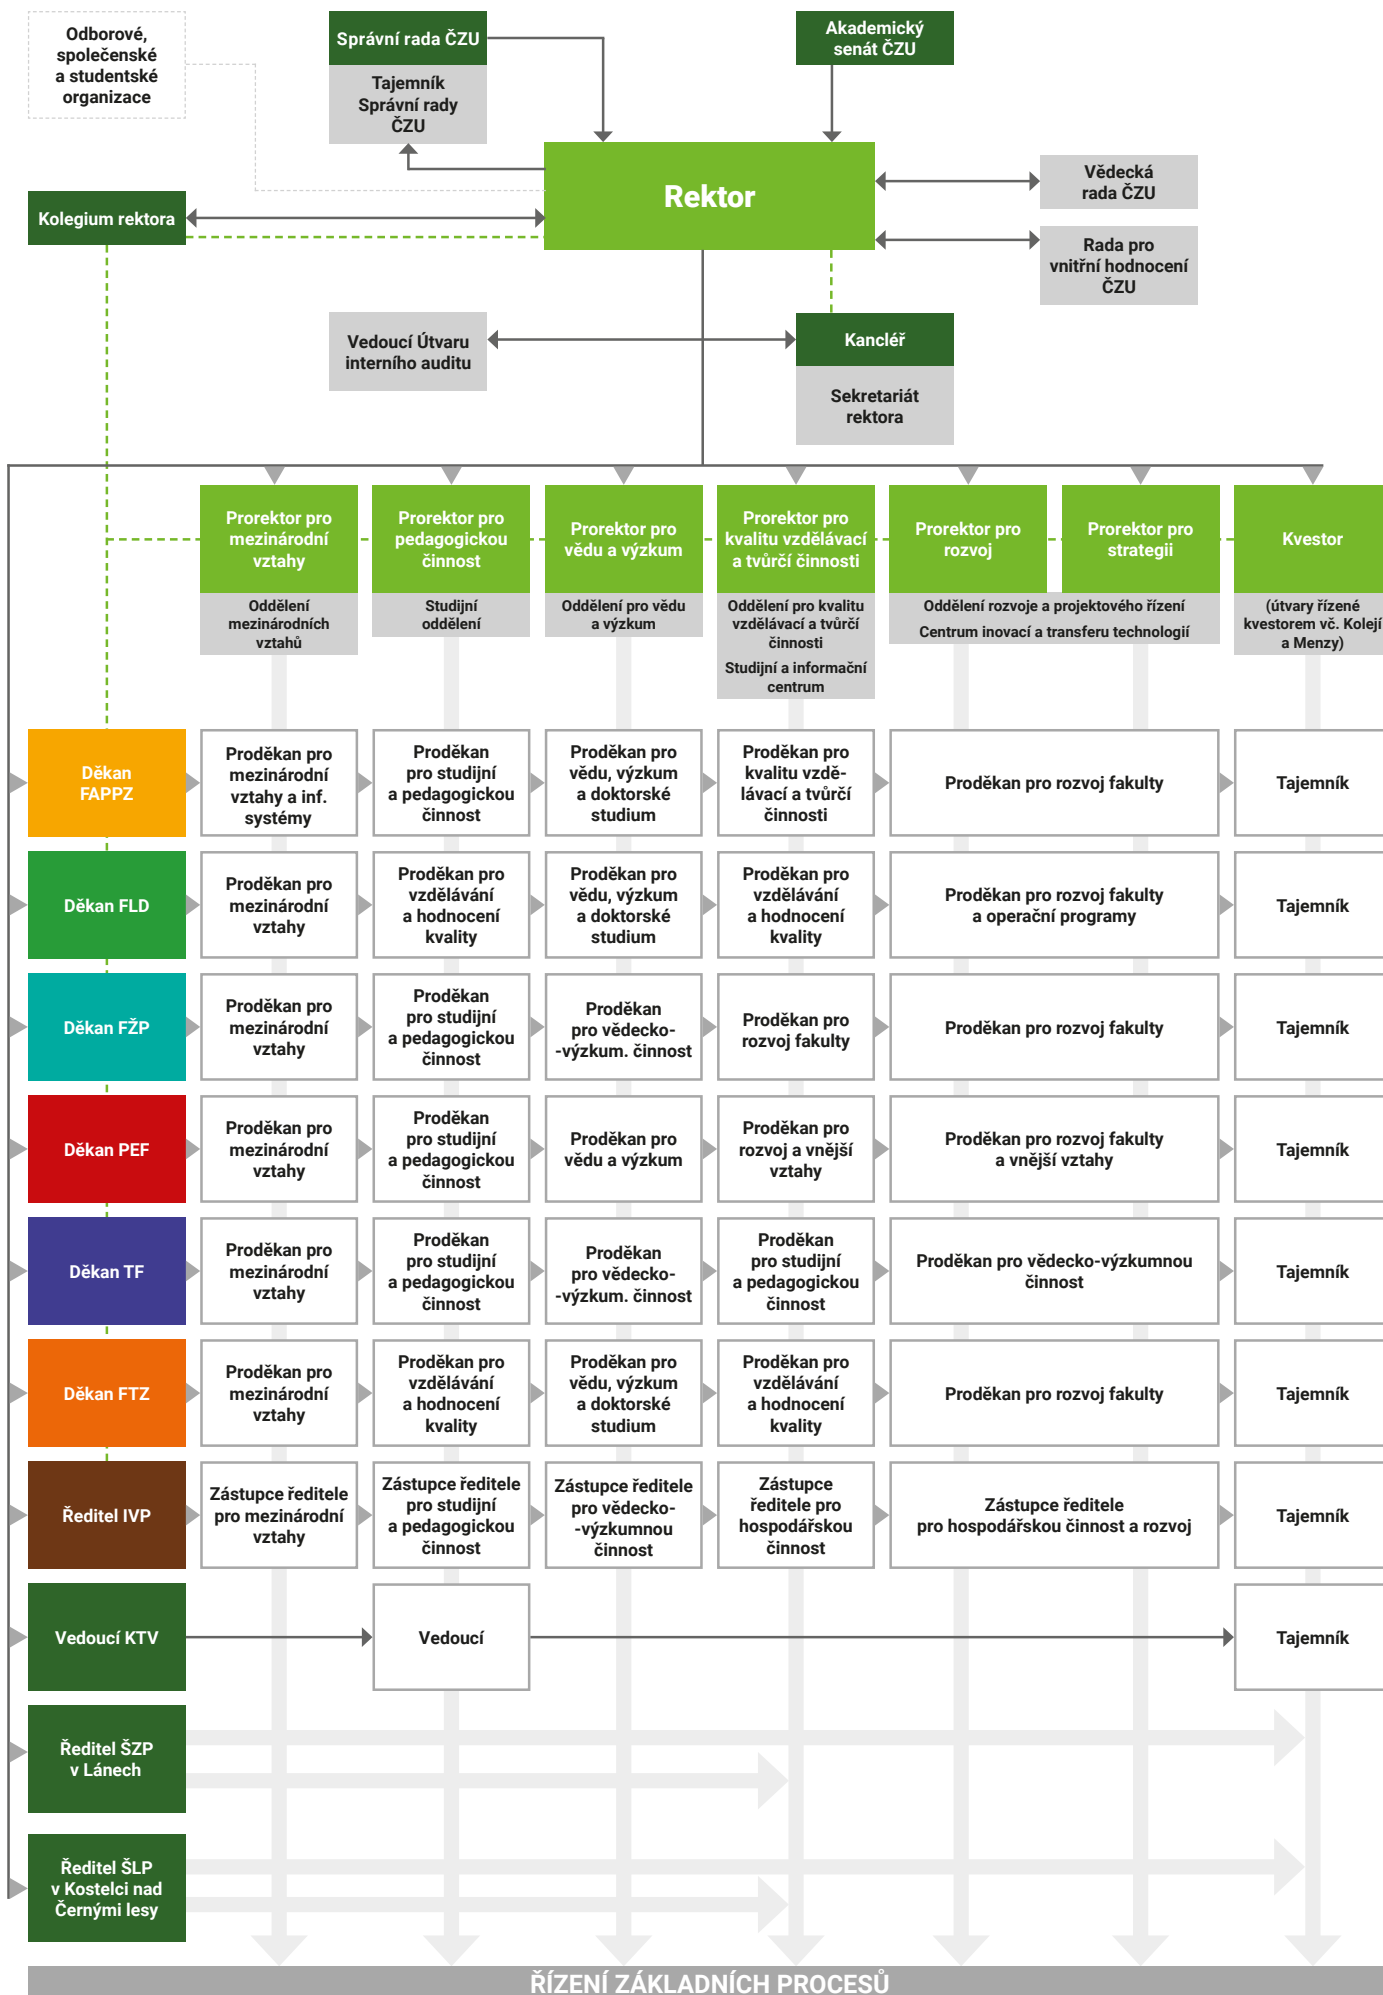 Odborové,
společenské
a studentské
organizace
Správní rada ČZU
Tajemník
Správní rady
ČZU
Akademický
senát ČZU
Rektor
Vědecká
rada ČZU
Kolegium rektora
Rada pro
vnitřní hodnocení
ČZU
Vedoucí Útvaru
interního auditu
Kancléř
Sekretariát
rektora
Prorektor pro
mezinárodní
vztahy
Prorektor pro
pedagogickou
činnost
Prorektor pro
vědu a výzkum
Prorektor pro
kvalitu vzdělávací
a tvůrčí činnosti
Prorektor pro
rozvoj
Prorektor pro
strategii
Kvestor
Oddělení
mezinárodních
vztahů
Studijní
oddělení
Oddělení pro vědu
a výzkum
Oddělení pro kvalitu
vzdělávací a tvůrčí
činnosti
Studijní a informační
centrum
Oddělení rozvoje a projektového řízení
Centrum inovací a transferu technologií
(útvary řízené
kvestorem vč. Kolejí
a Menzy)
Děkan
FAPPZ
Proděkan pro
mezinárodní
vztahy a inf.
systémy
Proděkan
pro studijní
a pedagogickou
činnost
Proděkan pro
vědu, výzkum
a doktorské
studium
Proděkan pro
kvalitu vzdě-
lávací a tvůrčí
činnosti
Proděkan pro rozvoj fakulty
Tajemník
Děkan FLD
Proděkan pro
mezinárodní
vztahy
Proděkan pro
vzdělávání
a hodnocení
kvality
Proděkan pro
vědu, výzkum
a doktorské
studium
Proděkan pro
vzdělávání
a hodnocení
kvality
Proděkan pro rozvoj fakulty
a operační programy
Tajemník
Děkan FŽP
Proděkan pro
mezinárodní
vztahy
Proděkan
pro studijní
a pedagogickou
činnost
Proděkan
pro vědecko-
-výzkum. činnost
Proděkan pro
rozvoj fakulty
Proděkan pro rozvoj fakulty
Tajemník
Děkan PEF
Proděkan pro
mezinárodní
vztahy
Proděkan
pro studijní
a pedagogickou
činnost
Proděkan pro
vědu a výzkum
Proděkan pro
rozvoj a vnější
vztahy
Proděkan pro rozvoj fakulty
a vnější vztahy
Tajemník
Děkan TF
Proděkan pro
mezinárodní
vztahy
Proděkan
pro studijní
a pedagogickou
činnost
Proděkan
pro vědecko-
-výzkum. činnost
Proděkan
pro studijní
a pedagogickou
činnost
Proděkan pro vědecko-výzkumnou
činnost
Tajemník
Děkan FTZ
Proděkan pro
mezinárodní
vztahy
Proděkan pro
vzdělávání
a hodnocení
kvality
Proděkan pro
vědu, výzkum
a doktorské
studium
Proděkan pro
vzdělávání
a hodnocení
kvality
Proděkan pro rozvoj fakulty
Tajemník
Ředitel IVP
Zástupce ředitele
pro mezinárodní
vztahy
Zástupce ředitele
pro studijní
a pedagogickou
činnost
Zástupce ředitele
pro vědecko-
-výzkumnou
činnost
Zástupce
ředitele pro
hospodářskou
činnost
Zástupce ředitele
pro hospodářskou činnost a rozvoj
Tajemník
Vedoucí KTV
Vedoucí
Tajemník
Ředitel ŠZP
v Lánech
Ředitel ŠLP
v Kostelci nad
Černými lesy
ŘÍZENÍ ZÁKLADNÍCH PROCESŮ